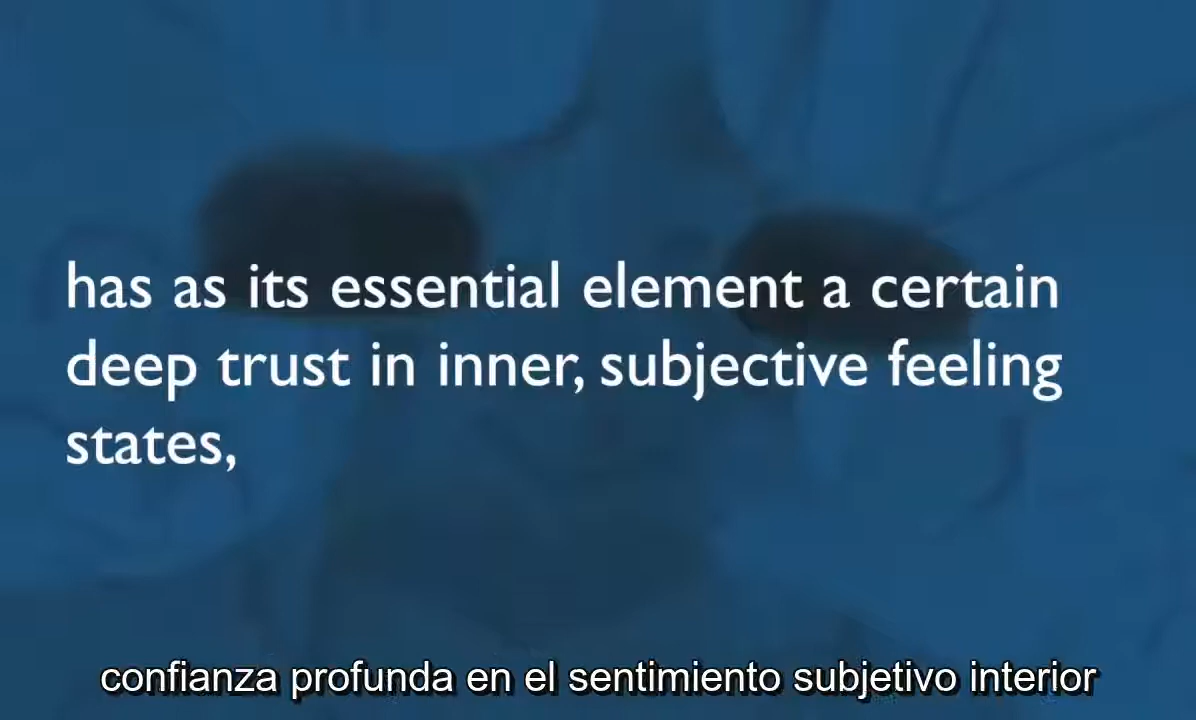 has as its essential element a certain
deep trust in inner, subjective feeling
states,
confianza profunda en el sentimiento subjetivo interior